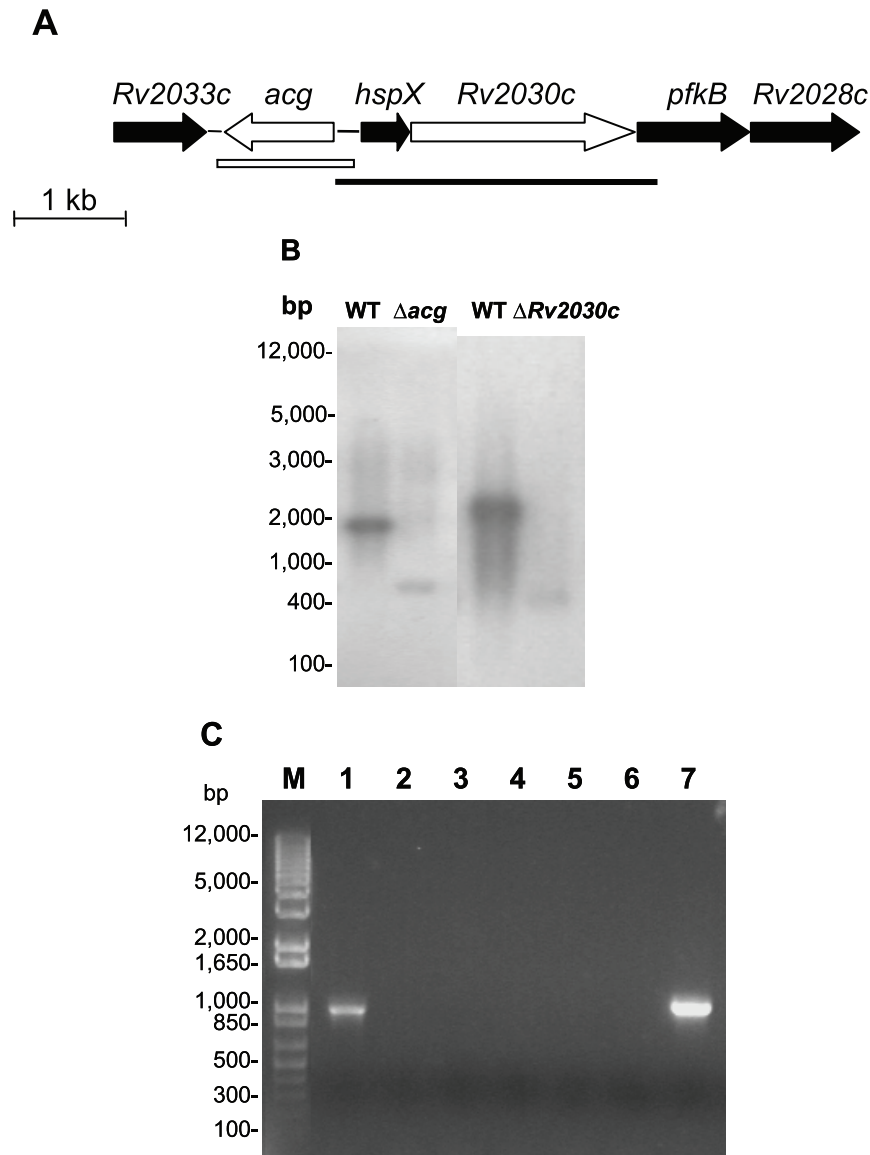 A
Rv2033c acg hspX Rv2030c pfkB Rv2028c
1 kb
B
bp WT Δacg WT ΔRv2030c
12,000-
5,000-
3,000-
2,000-
1,000-
400-
100-
C
bp M 1 2 3 4 5 6 7
12,000-
5,000-
2,000-
1,650-
1,000-
850-
500-
300-
100-